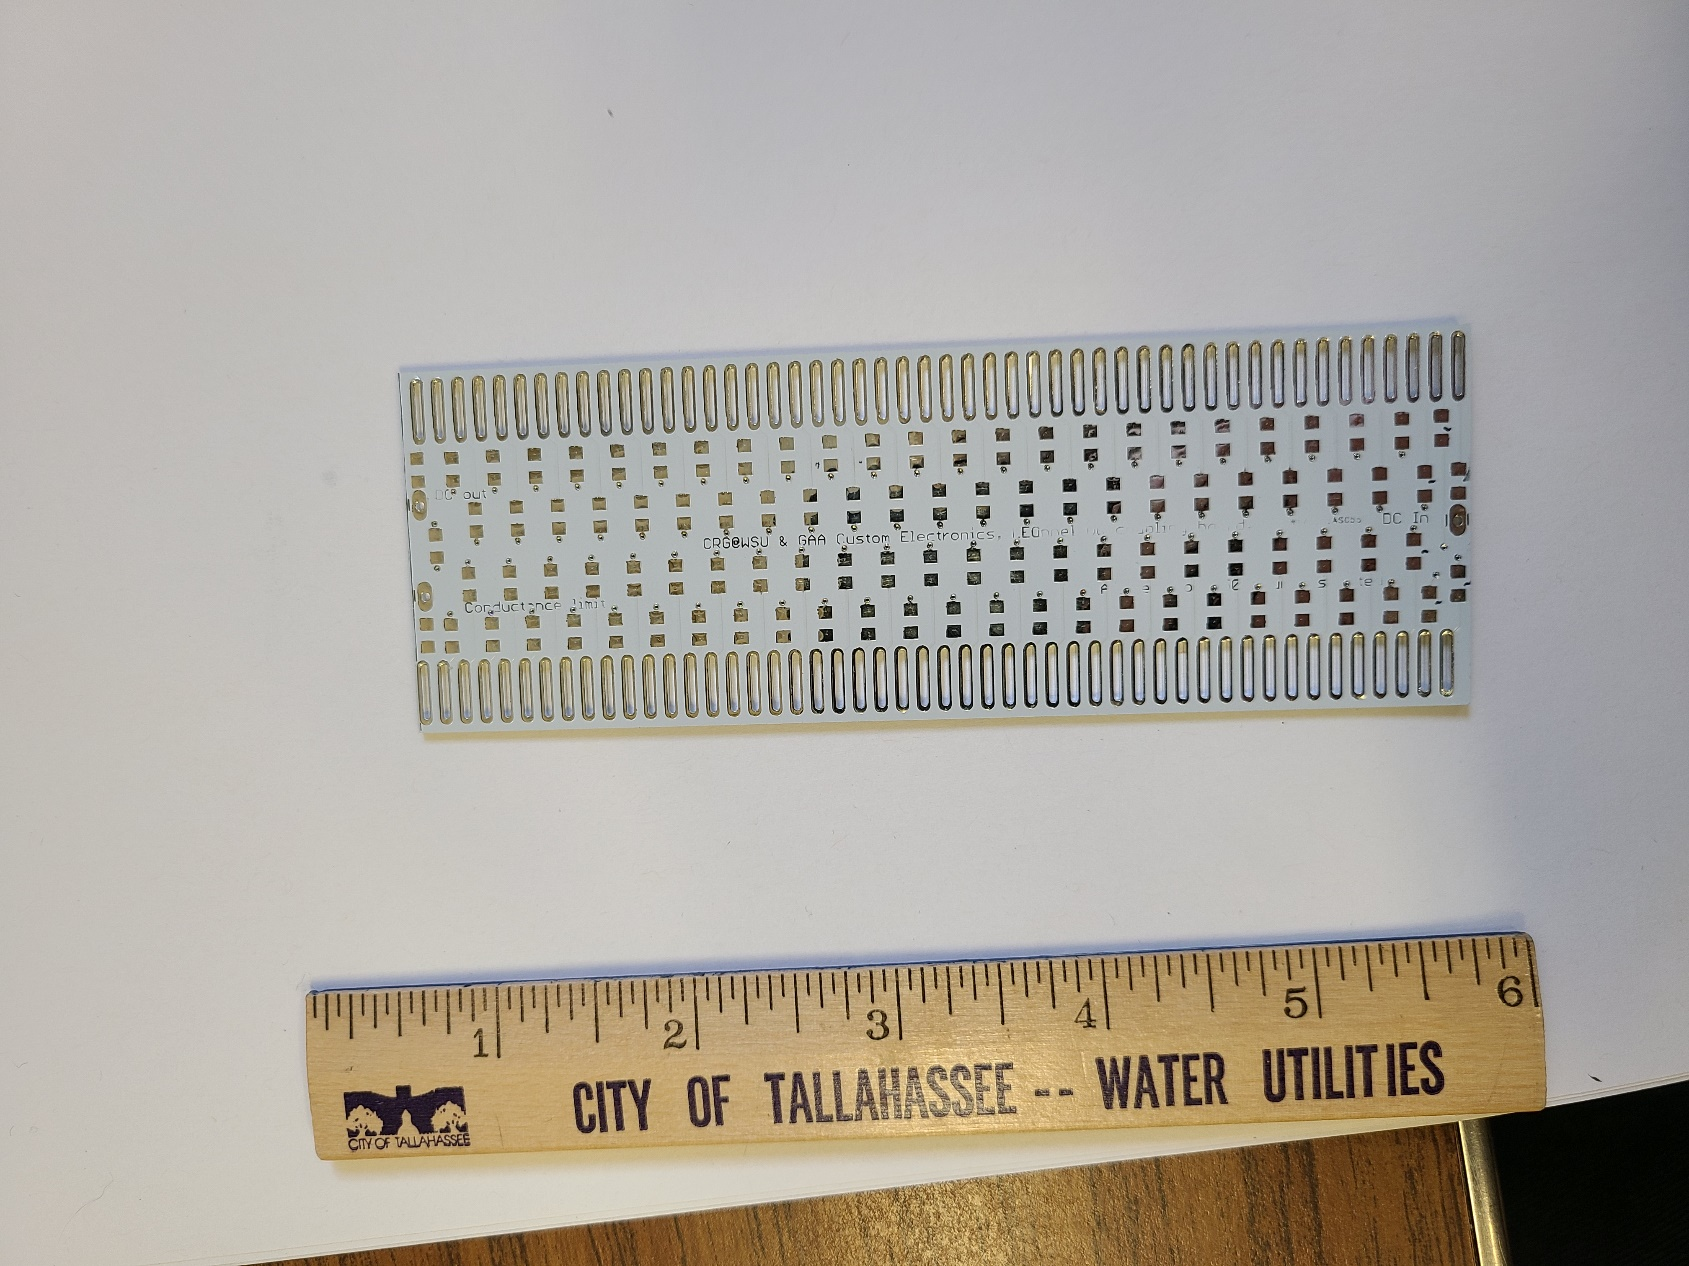 DC out
CRG@WSU & GAA Custom Electronics,
DC In
Conductance limit
1 2 3 4 5 6
CITY OF TALLAHASSEE -- WATER UTILITIES
CITY OF TALLAHASSEE